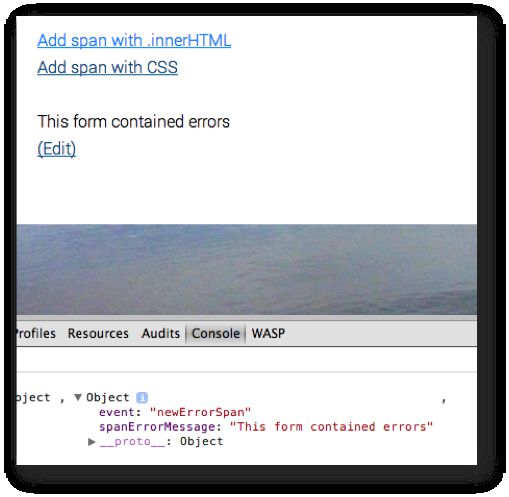 Add span with .innerHTML
Add span with CSS
This form contained errors
(Edit)
Profiles Resources Audits Console WASP
bject , ▼ Object i ,
event: "newErrorSpan"
spanErrorMessage: "This form contained errors"
▶ __proto__: Object